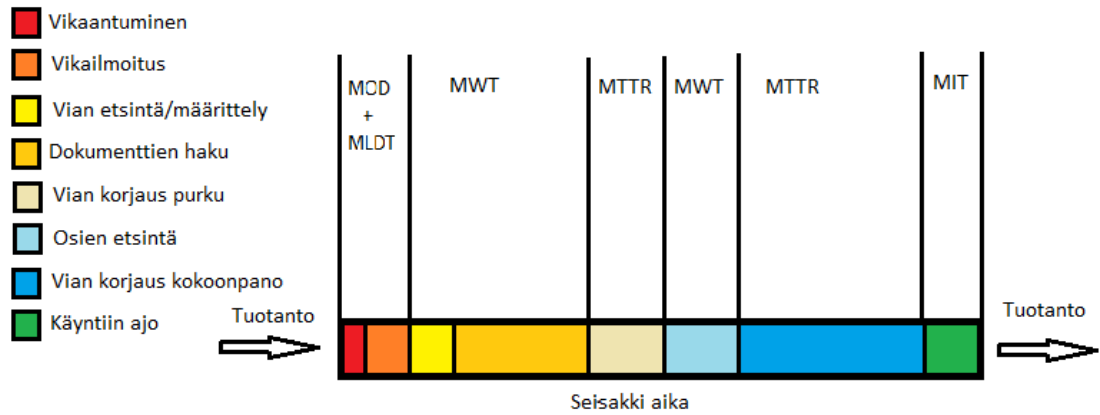 Vikaantuminen
Vikailmoitus
Vian etsintä/määrittely
Dokumenttien haku
Vian korjaus purku
Osien etsintä
Vian korjaus kokoonpano
Käyntiin ajo
MOD
+
MLDT
MWT
MTTR
MWT
MTTR
MIT
Tuotanto
Tuotanto
Seisakki aika